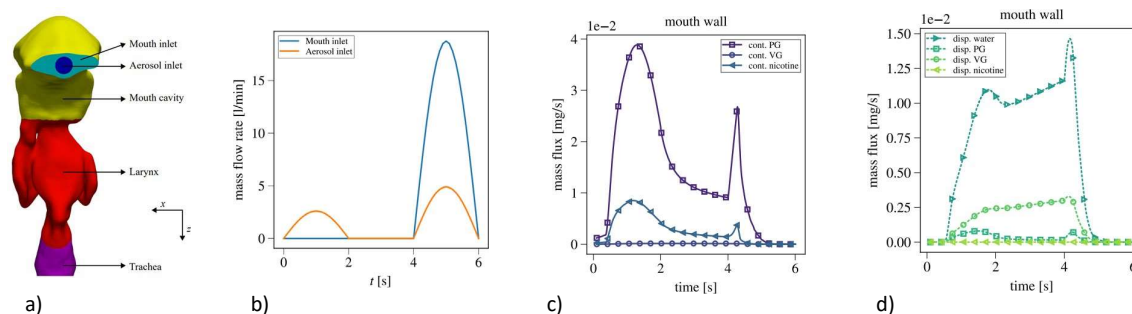 Mouth inlet
Aerosol inlet
Mouth cavity
Larynx
x
z
Trachea
a)
Mouth inlet
Aerosol inlet
mass flow rate [l/min]
15
10
5
0
0 2 4 6
t [s]
b)
1e−2
mouth wall
cont. PG
cont. VG
cont. nicotine
mass flux [mg/s]
4
3
2
1
0
0 1 2 3 4 5 6
time [s]
c)
1e−2
mouth wall
disp. water
disp. PG
disp. VG
disp. nicotine
mass flux [mg/s]
1.50
1.25
1.00
0.75
0.50
0.25
0.00
0 1 2 3 4 5 6
time [s]
d)